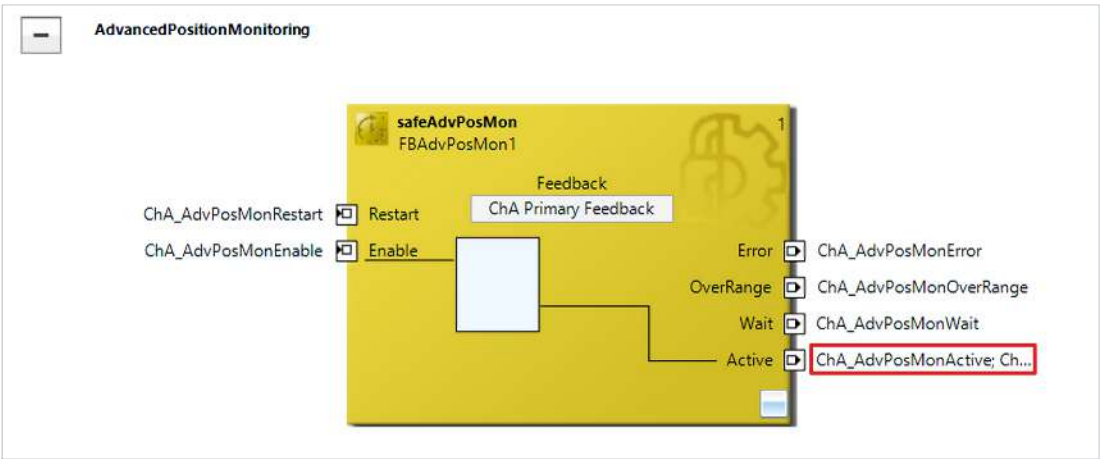 AdvancedPositionMonitoring
safeAdvPosMon
1
FBAdvPosMon1
Feedback
ChA Primary Feedback
ChA_AdvPosMonRestart Restart
ChA_AdvPosMonEnable Enable
Error ChA_AdvPosMonError
OverRange ChA_AdvPosMonOverRange
Wait ChA_AdvPosMonWait
Active ChA_AdvPosMonActive; Ch...